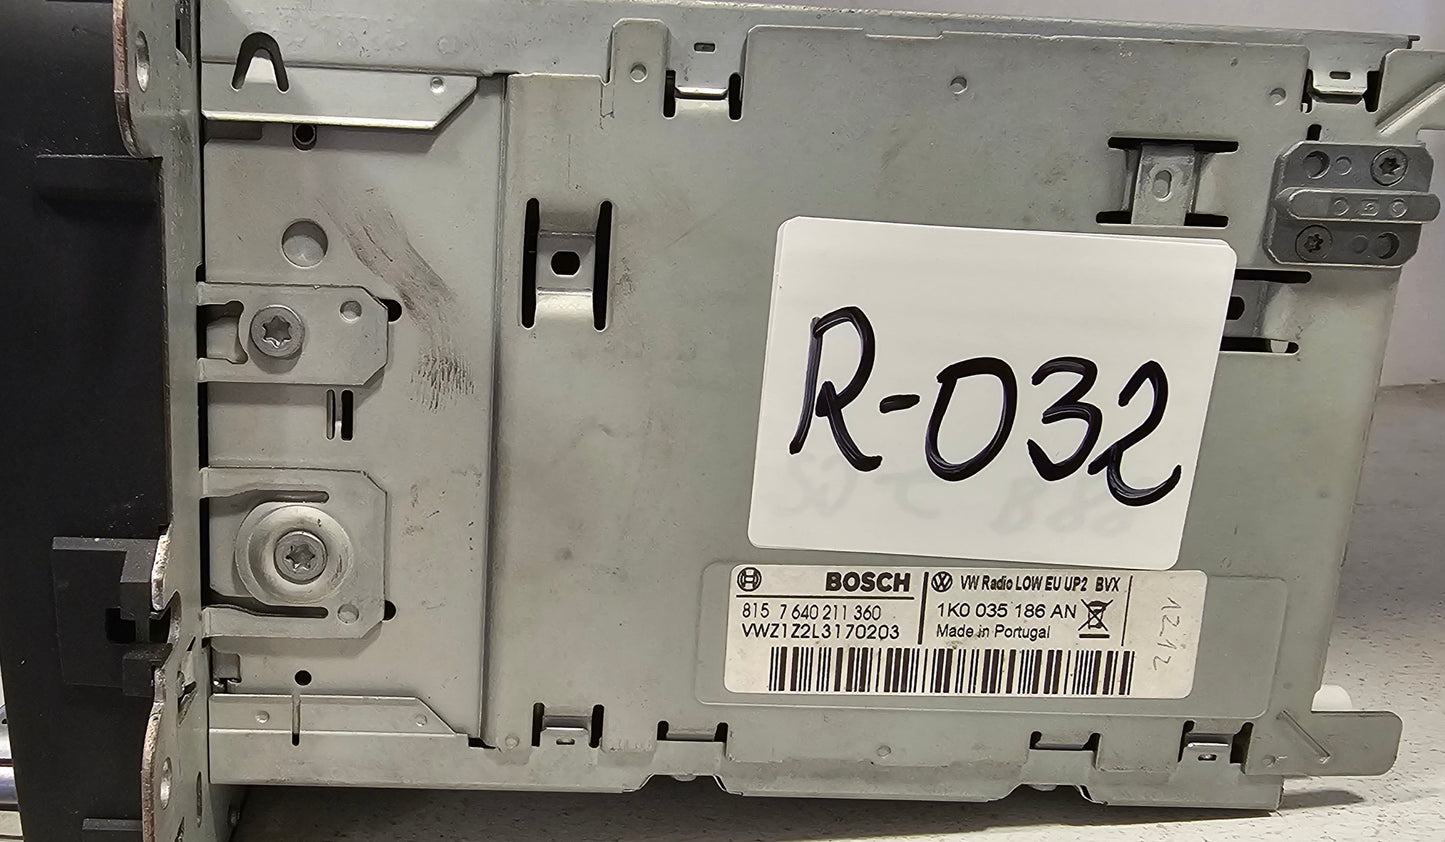 R-032
BOSCH
815 7 640 211 360
VWZ1Z2L3170203
VW Radio LOW EU UP2 BVX
1K0 035 186 AN
Made in Portugal
1212